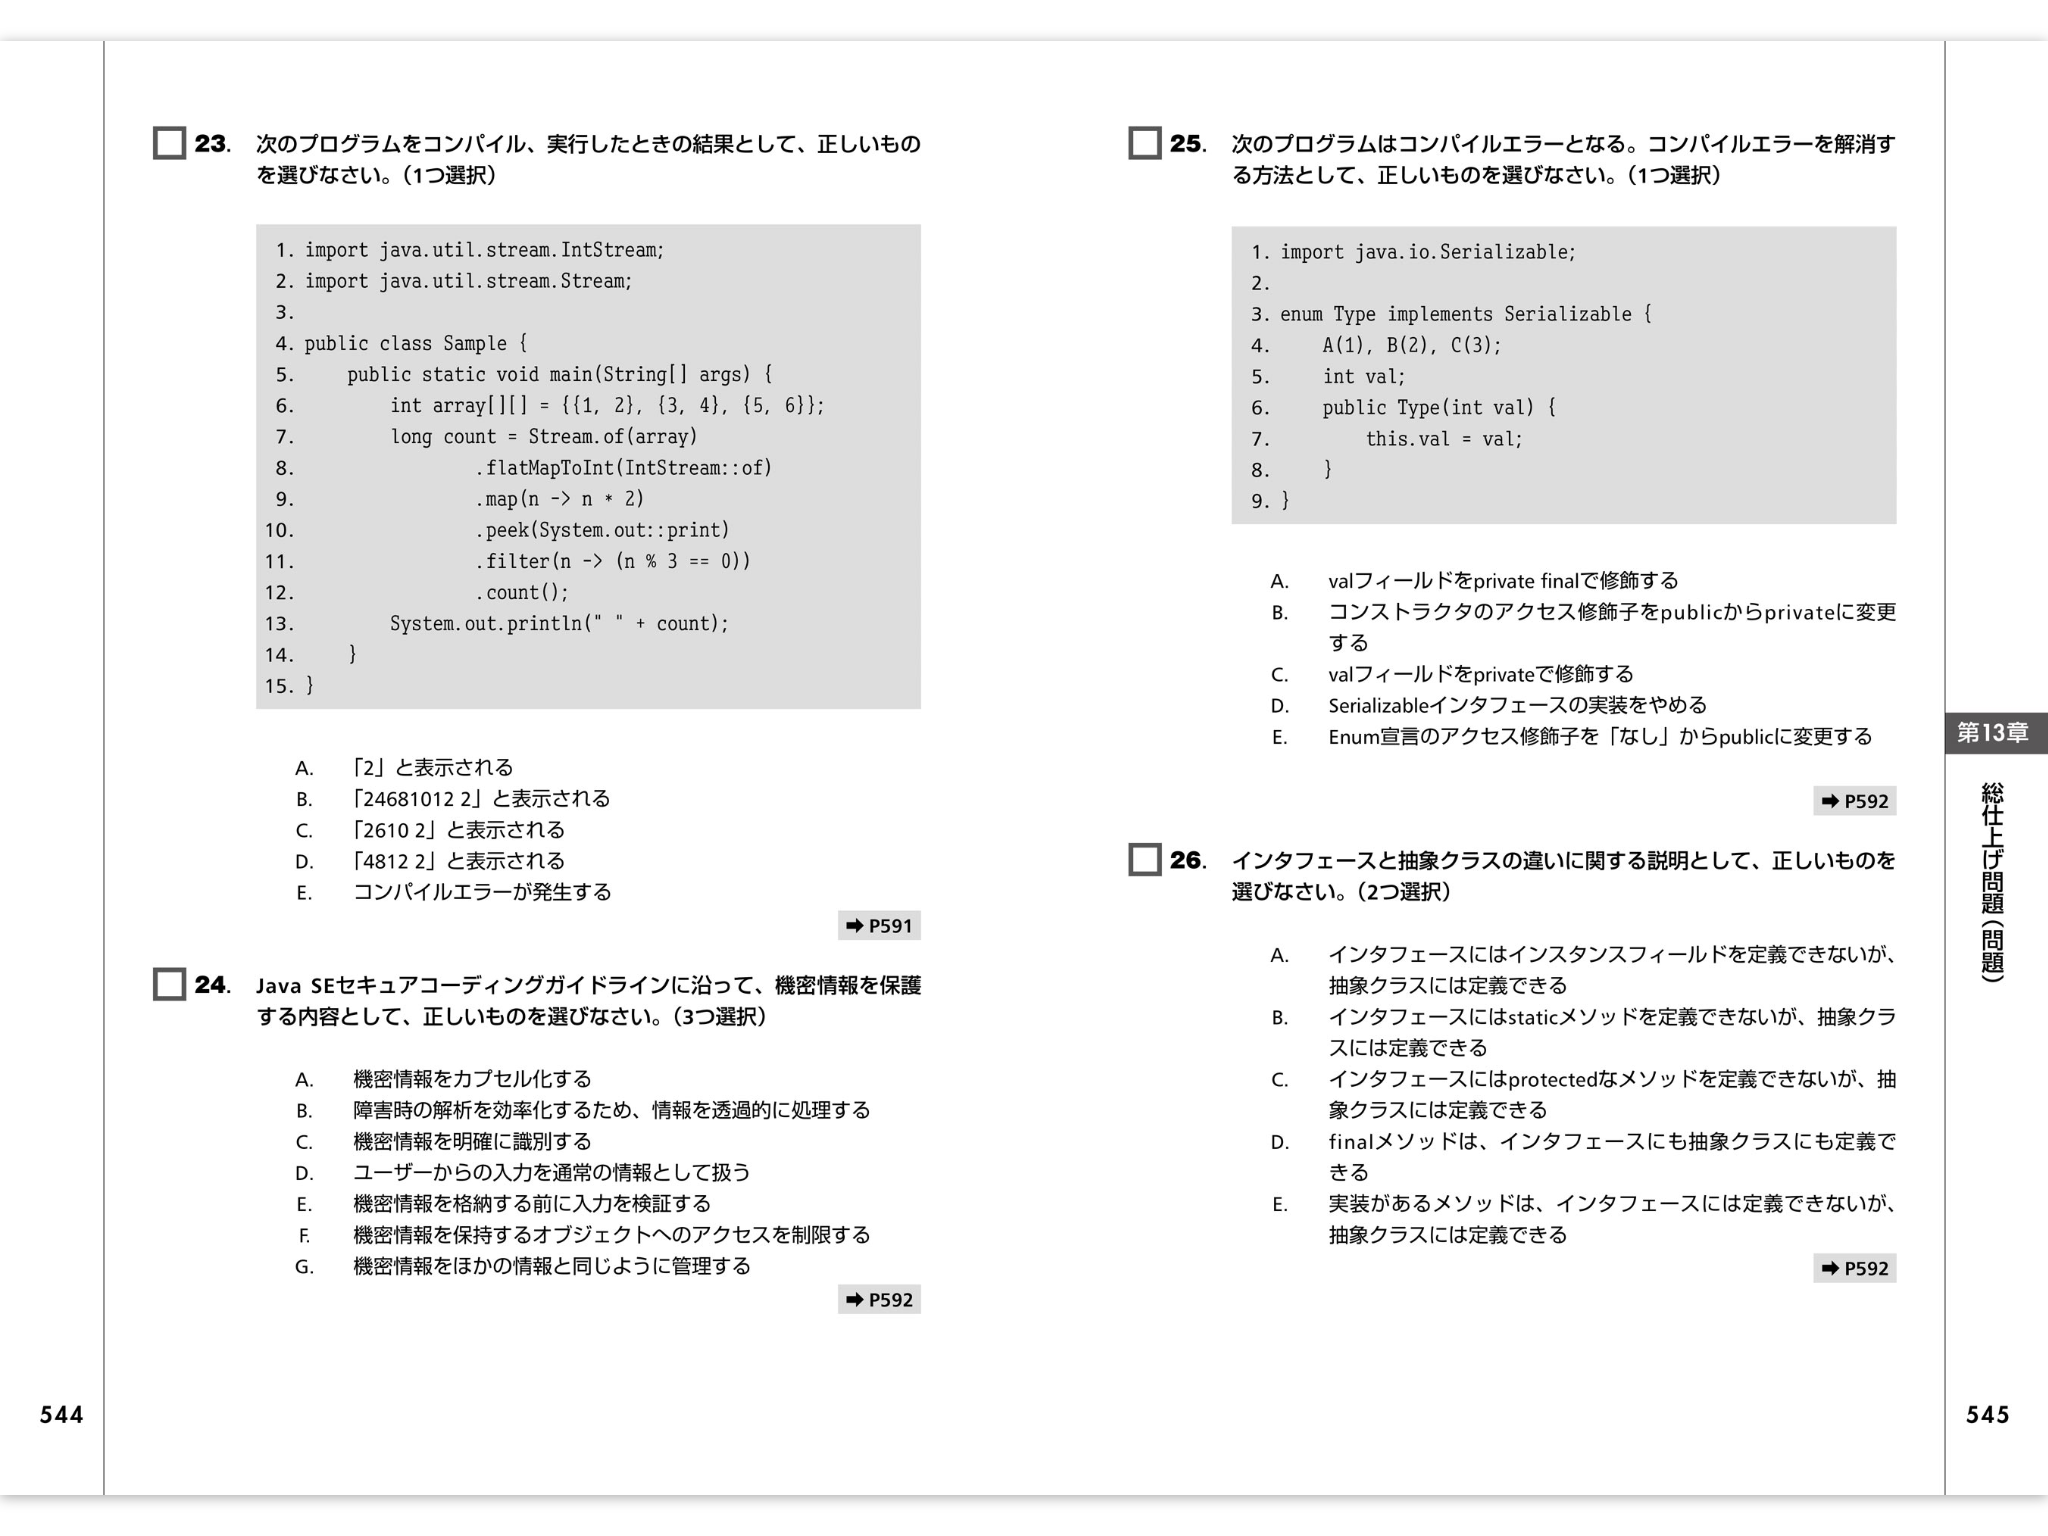 23. 次のプログラムをコンパイル、実行したときの結果として、正しいもの
を選びなさい。（1つ選択）
1. import java.util.stream.IntStream;
2. import java.util.stream.Stream;
3.
4. public class Sample {
5.     public static void main(String[] args) {
6.         int array[][] = {{1, 2}, {3, 4}, {5, 6}};
7.         long count = Stream.of(array)
8.                 .flatMapToInt(IntStream::of)
9.                 .map(n -> n * 2)
10.                 .peek(System.out::print)
11.                 .filter(n -> (n % 3 == 0))
12.                 .count();
13.         System.out.println(" " + count);
14.     }
15. }
A. 「2」と表示される
B. 「24681012 2」と表示される
C. 「2610 2」と表示される
D. 「4812 2」と表示される
E. コンパイルエラーが発生する
➡ P591
24. Java SEセキュアコーディングガイドラインに沿って、機密情報を保護
する内容として、正しいものを選びなさい。（3つ選択）
A. 機密情報をカプセル化する
B. 障害時の解析を効率化するため、情報を透過的に処理する
C. 機密情報を明確に識別する
D. ユーザーからの入力を通常の情報として扱う
E. 機密情報を格納する前に入力を検証する
F. 機密情報を保持するオブジェクトへのアクセスを制限する
G. 機密情報をほかの情報と同じように管理する
➡ P592
544
25. 次のプログラムはコンパイルエラーとなる。コンパイルエラーを解消す
る方法として、正しいものを選びなさい。（1つ選択）
1. import java.io.Serializable;
2.
3. enum Type implements Serializable {
4.     A(1), B(2), C(3);
5.     int val;
6.     public Type(int val) {
7.         this.val = val;
8.     }
9. }
A. valフィールドをprivate finalで修飾する
B. コンストラクタのアクセス修飾子をpublicからprivateに変更
する
C. valフィールドをprivateで修飾する
D. Serializableインタフェースの実装をやめる
E. Enum宣言のアクセス修飾子を「なし」からpublicに変更する
➡ P592
26. インタフェースと抽象クラスの違いに関する説明として、正しいものを
選びなさい。（2つ選択）
A. インタフェースにはインスタンスフィールドを定義できないが、
抽象クラスには定義できる
B. インタフェースにはstaticメソッドを定義できないが、抽象クラ
スには定義できる
C. インタフェースにはprotectedなメソッドを定義できないが、抽
象クラスには定義できる
D. finalメソッドは、インタフェースにも抽象クラスにも定義で
きる
E. 実装があるメソッドは、インタフェースには定義できないが、
抽象クラスには定義できる
➡ P592
第13章
総仕上げ問題（問題）
545